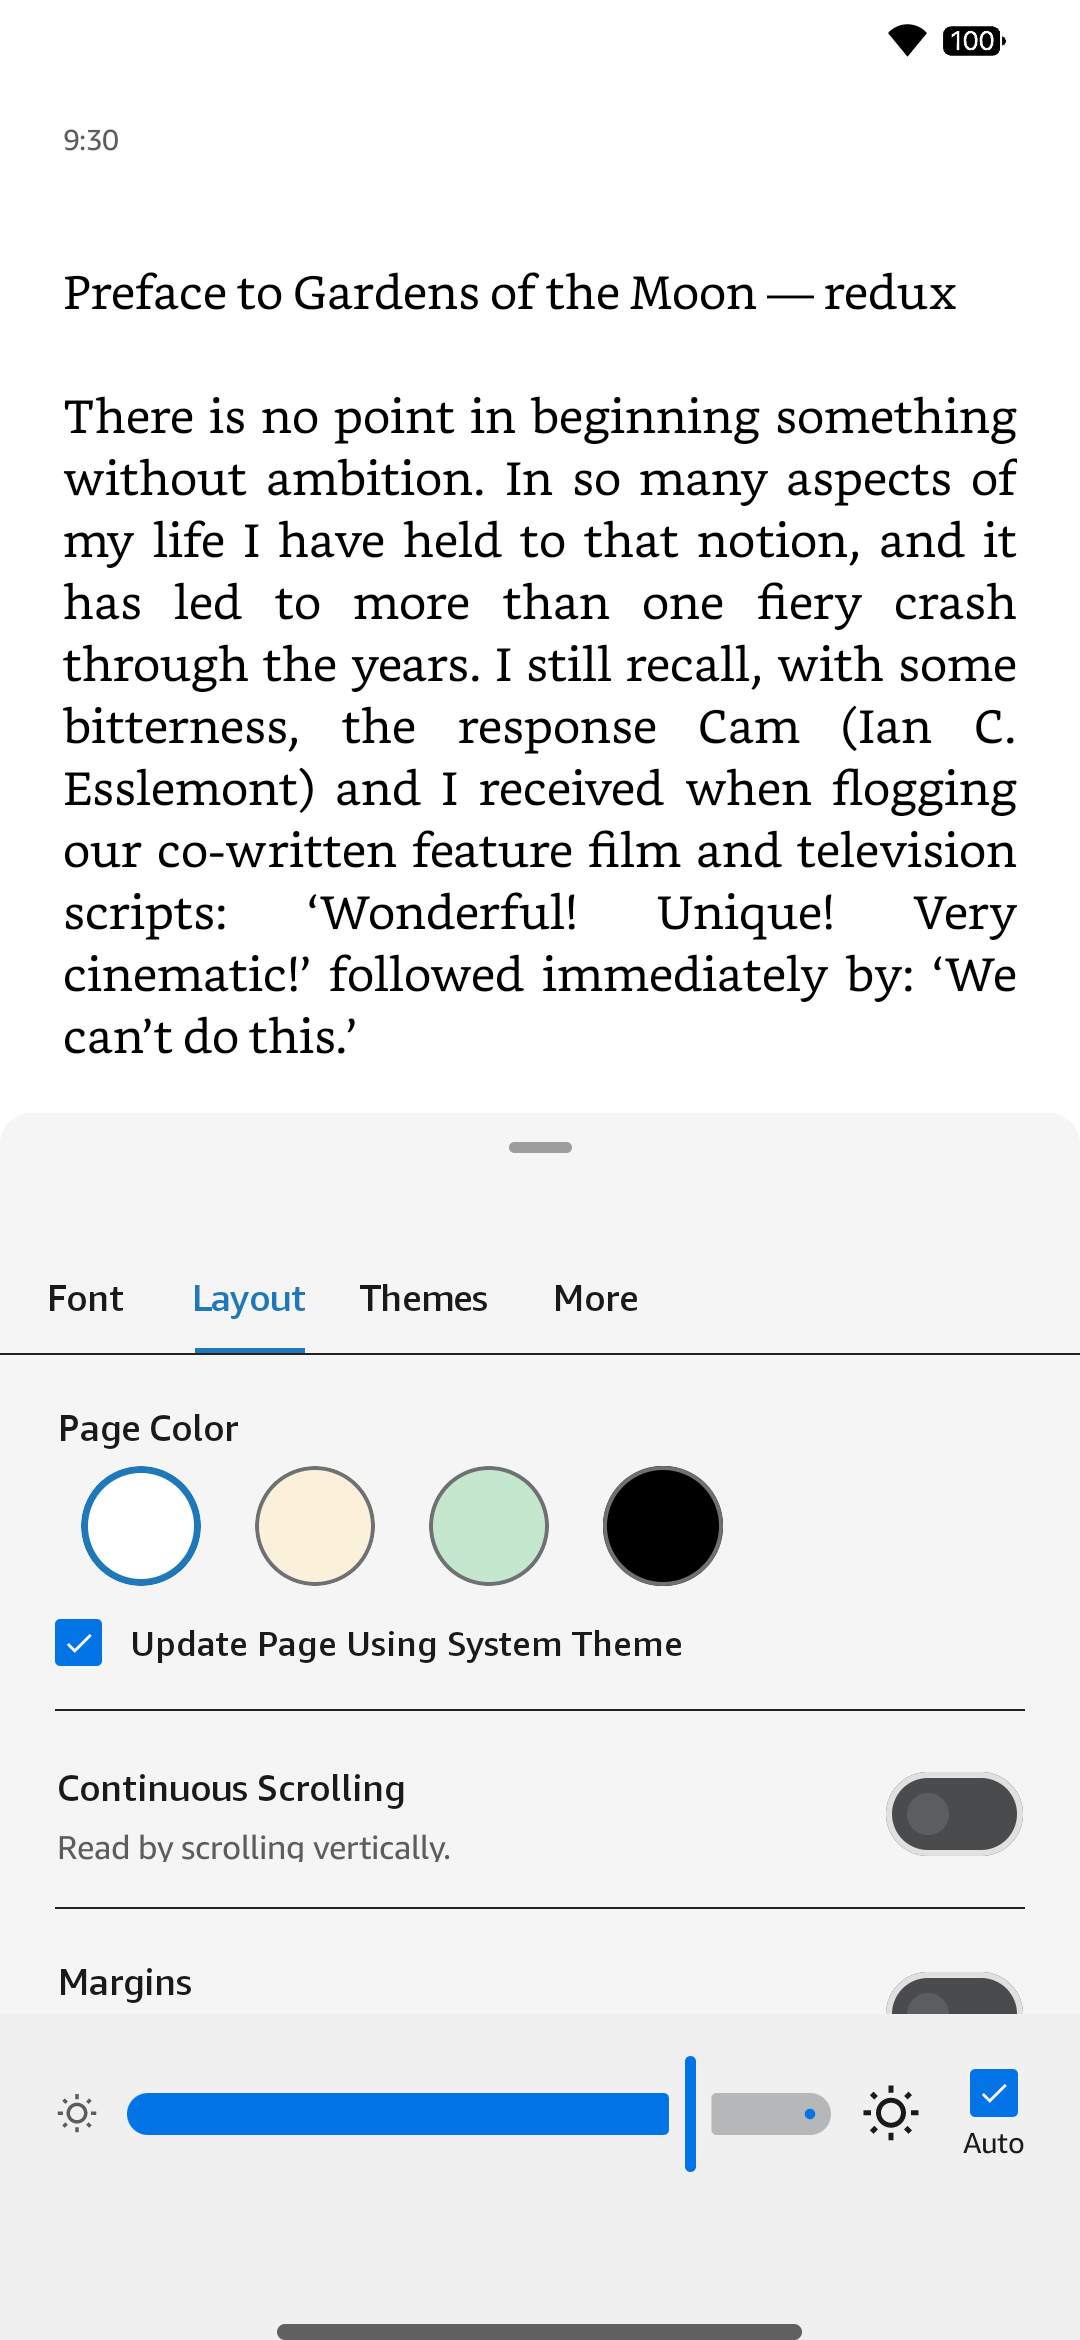 100
9:30
Preface to Gardens of the Moon — redux
There is no point in beginning something
without ambition. In so many aspects of
my life I have held to that notion, and it
has led to more than one fiery crash
through the years. I still recall, with some
bitterness, the response Cam (Ian C.
Esslemont) and I received when flogging
our co-written feature film and television
scripts: ‘Wonderful! Unique! Very
cinematic!’ followed immediately by: ‘We
can’t do this.’
Font Layout Themes More
Page Color
Update Page Using System Theme
Continuous Scrolling
Read by scrolling vertically.
Margins
Auto